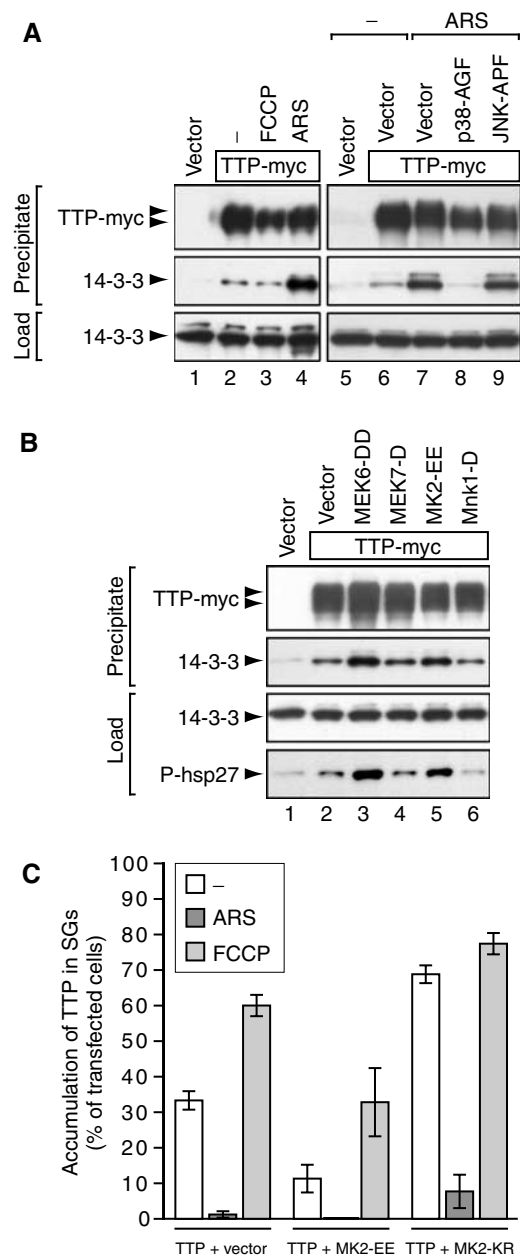 A
– ARS
Vector – FCCP ARS Vector Vector Vector p38-AGF JNK-APF
TTP-myc TTP-myc
Precipitate
TTP-myc
14-3-3
Load
14-3-3
1 2 3 4 5 6 7 8 9
B
Vector Vector MEK6-DD MEK7-D MK2-EE Mnk1-D
TTP-myc
Precipitate
TTP-myc
14-3-3
Load
14-3-3
P-hsp27
1 2 3 4 5 6
C
Accumulation of TTP in SGs
(% of transfected cells)
100
90
80
70
60
50
40
30
20
10
0
–
ARS
FCCP
TTP + vector TTP + MK2-EE TTP + MK2-KR